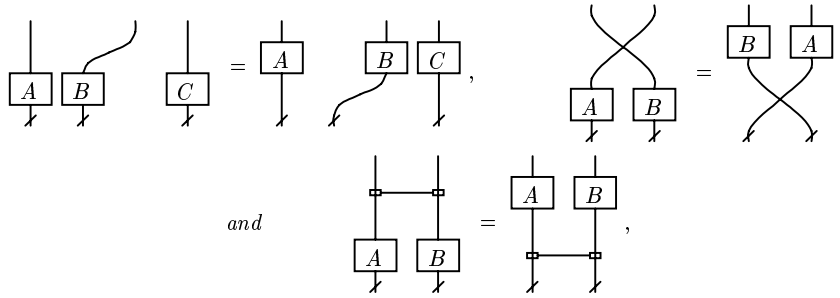 A B C = A B C , A B = B A
and A B = A B ,